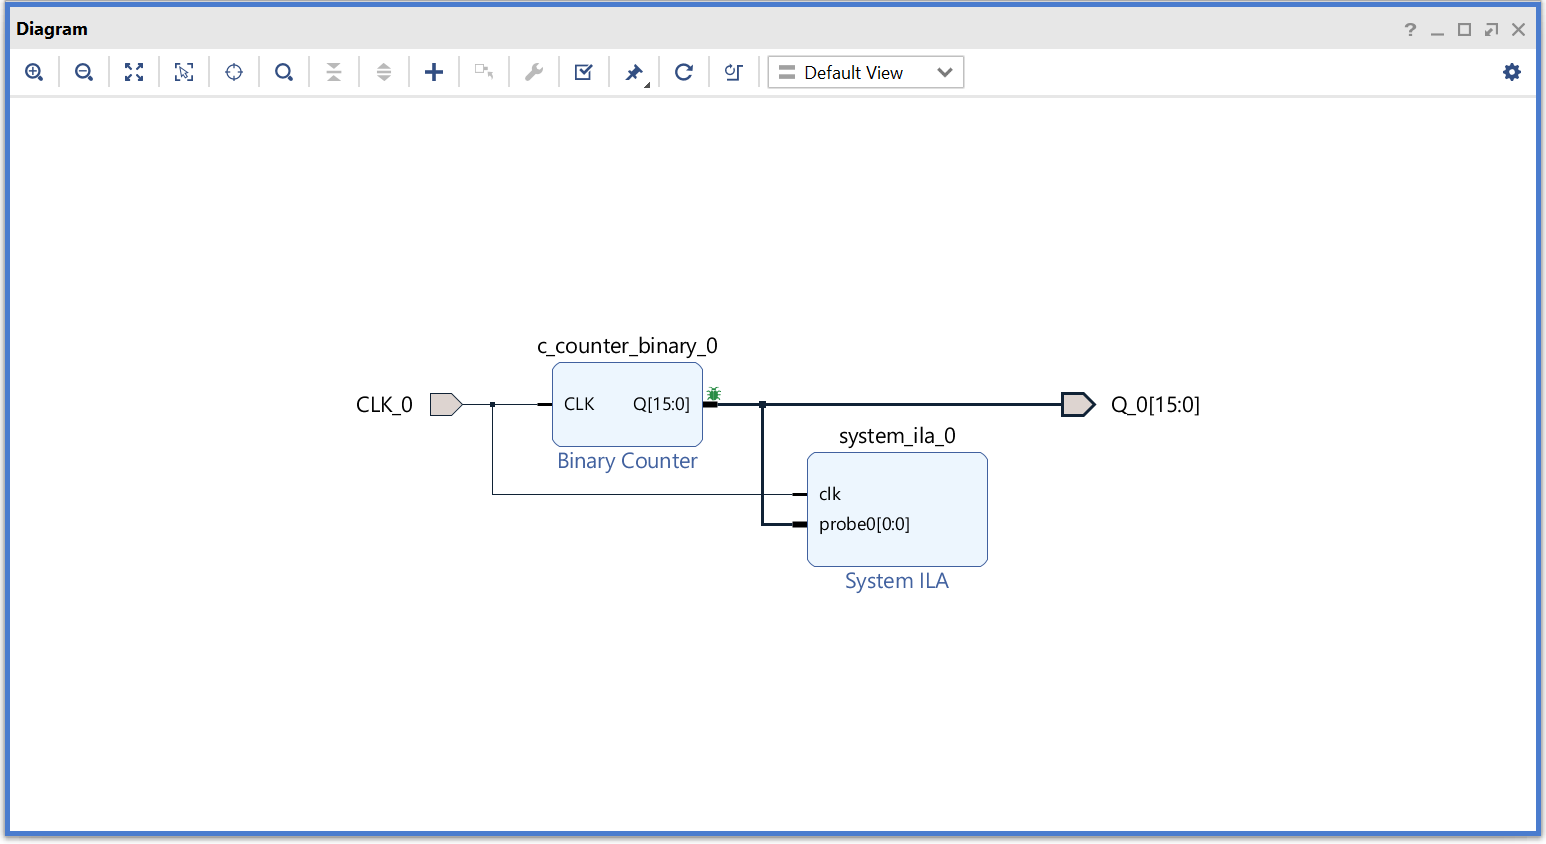 Diagram
Default View
c_counter_binary_0
CLK_0
CLK
Q[15:0]
Q_0[15:0]
Binary Counter
system_ila_0
clk
probe0[0:0]
System ILA